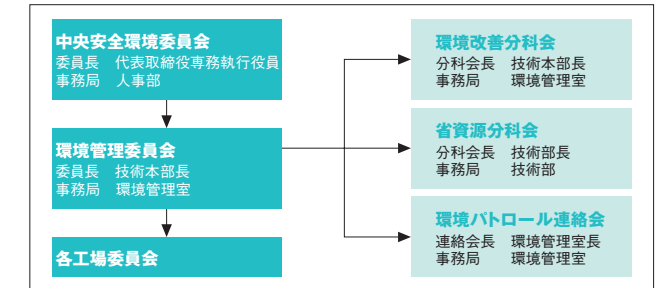 中央安全環境委員会
委員長　代表取締役専務執行役員
事務局　人事部
環境管理委員会
委員長　技術本部長
事務局　環境管理室
各工場委員会
環境改善分科会
分科会長　技術本部長
事務局　環境管理室
省資源分科会
分科会長　技術部長
事務局　技術部
環境パトロール連絡会
連絡会長　環境管理室長
事務局　環境管理室